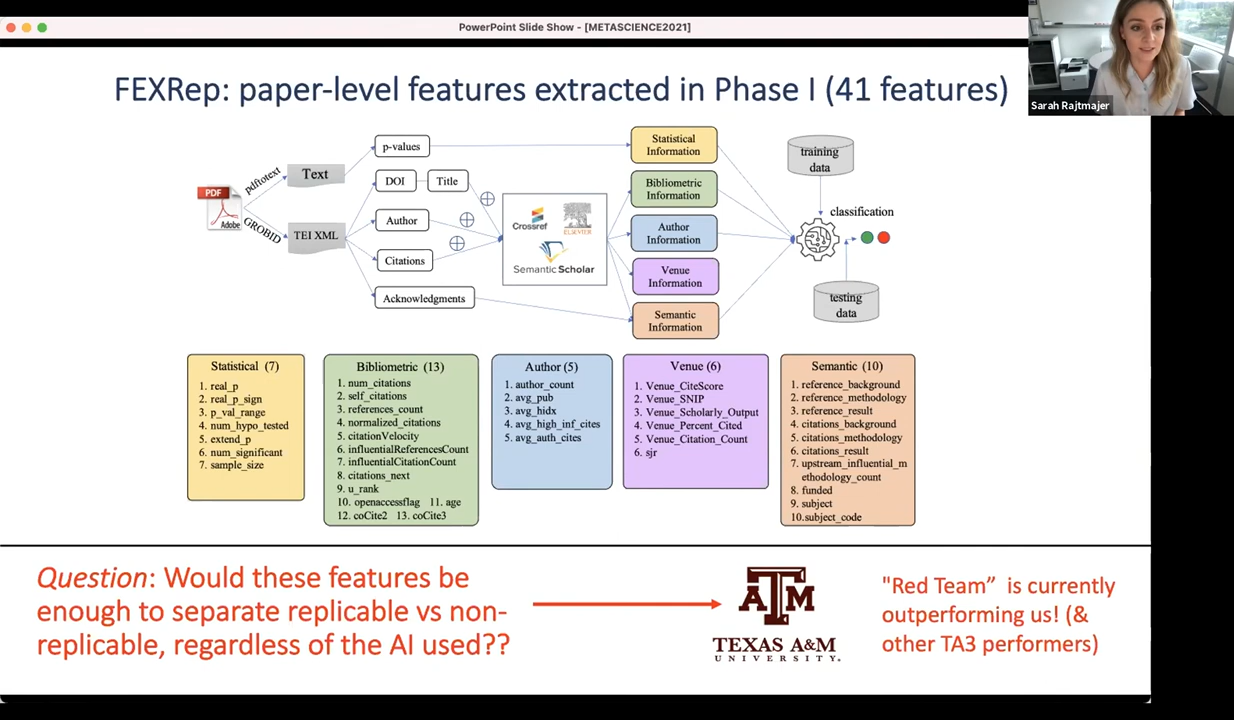 PowerPoint Slide Show - [METASCIENCE2021]
Sarah Rajtmajer
FEXRep: paper-level features extracted in Phase I (41 features)
PDF
Adobe
pdftotext
GROBID
Text
TEI XML
p-values
DOI
Title
Author
Citations
Acknowledgments
Crossref
ELSEVIER
Semantic Scholar
Statistical
Information
Bibliometric
Information
Author
Information
Venue
Information
Semantic
Information
training
data
classification
testing
data
Statistical (7)
1. real_p
2. real_p_sign
3. p_val_range
4. num_hypo_tested
5. extend_p
6. num_significant
7. sample_size
Bibliometric (13)
1. num_citations
2. self_citations
3. references_count
4. normalized_citations
5. citationVelocity
6. influentialReferencesCount
7. influentialCitationCount
8. citations_next
9. u_rank
10. openaccessflag 11. age
12. coCite2 13. coCite3
Author (5)
1. author_count
2. avg_pub
3. avg_hidx
4. avg_high_inf_cites
5. avg_auth_cites
Venue (6)
1. Venue_CiteScore
2. Venue_SNIP
3. Venue_Scholarly_Output
4. Venue_Percent_Cited
5. Venue_Citation_Count
6. sjr
Semantic (10)
1. reference_background
2. reference_methodology
3. reference_result
4. citations_background
5. citations_methodology
6. citations_result
7. upstream_influential_m
ethodology_count
8. funded
9. subject
10.subject_code
Question: Would these features be
enough to separate replicable vs non-
replicable, regardless of the AI used??
ATM
TEXAS A&M
UNIVERSITY.
"Red Team” is currently
outperforming us! (&
other TA3 performers)